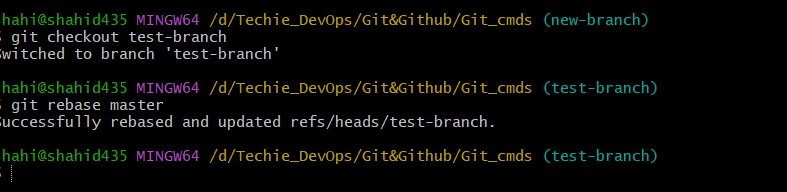 hahi@shahid435 MINGW64 /d/Techie_DevOps/Git&Github/Git_cmds (new-branch)
$ git checkout test-branch
Switched to branch 'test-branch'
hahi@shahid435 MINGW64 /d/Techie_DevOps/Git&Github/Git_cmds (test-branch)
$ git rebase master
Successfully rebased and updated refs/heads/test-branch.
hahi@shahid435 MINGW64 /d/Techie_DevOps/Git&Github/Git_cmds (test-branch)
$